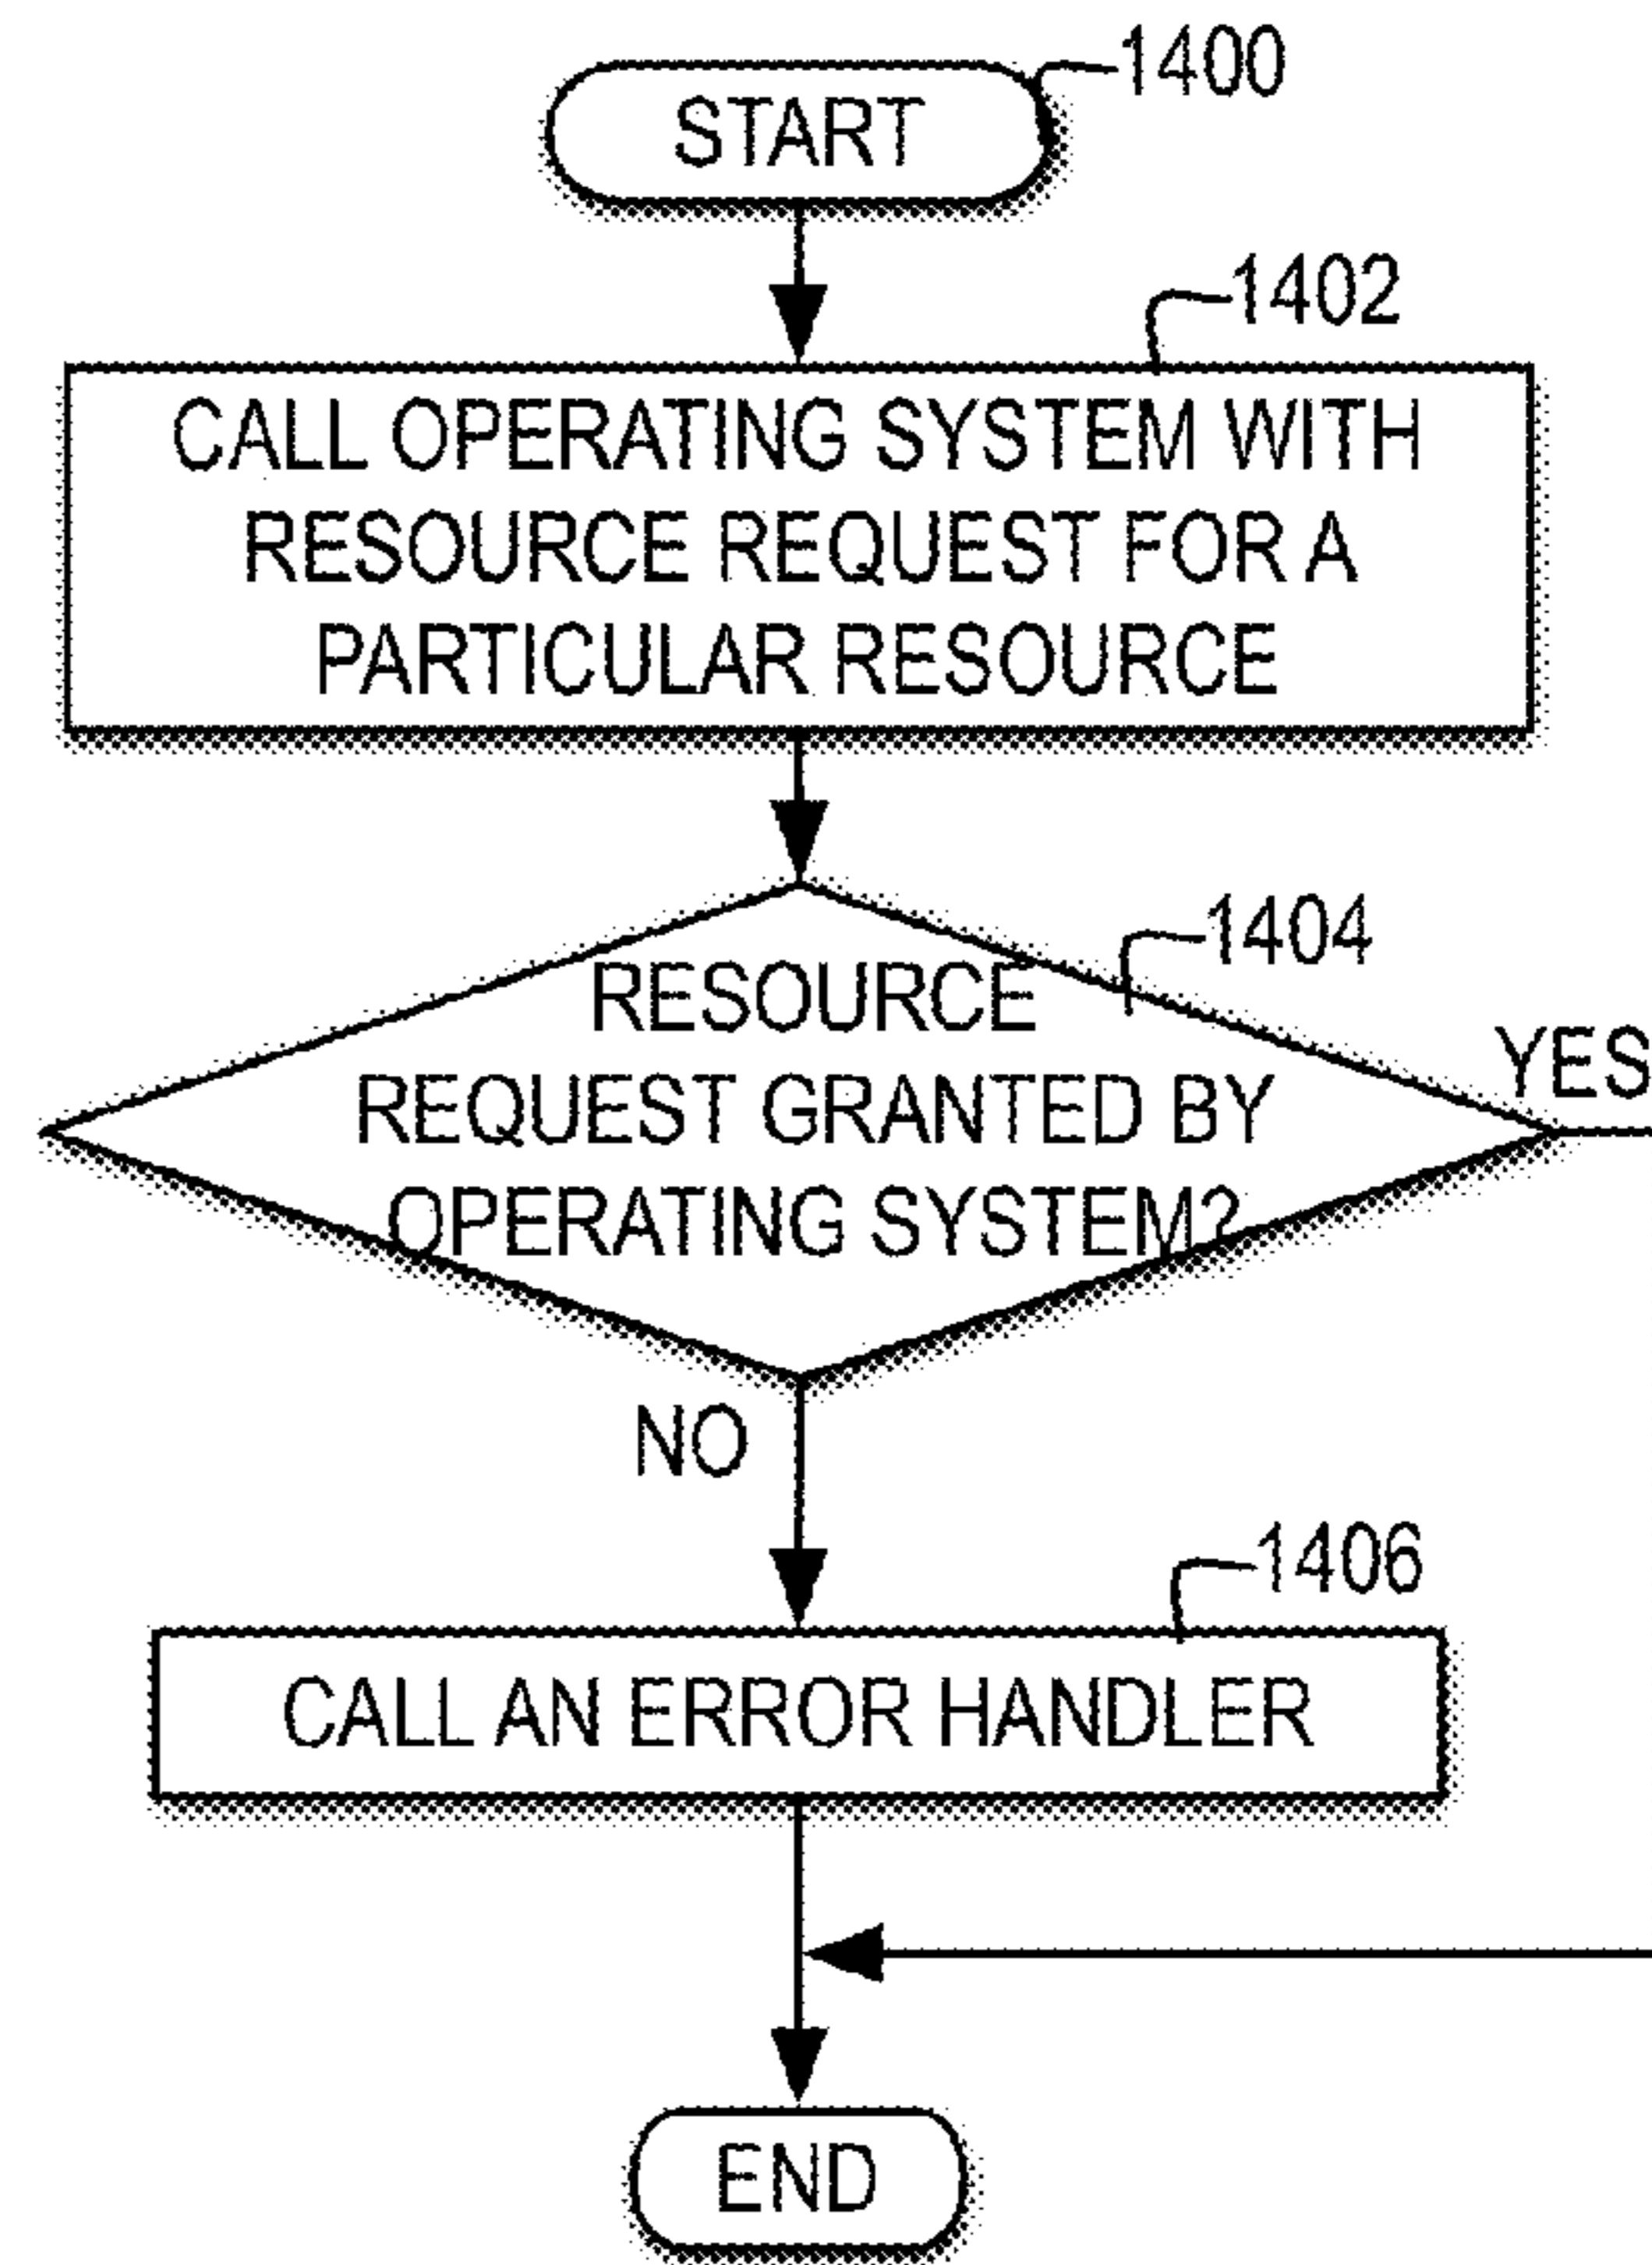 1400
START
1402
CALL OPERATING SYSTEM WITH
RESOURCE REQUEST FOR A
PARTICULAR RESOURCE
1404
RESOURCE
REQUEST GRANTED BY
OPERATING SYSTEM?
YES
NO
1406
CALL AN ERROR HANDLER
END